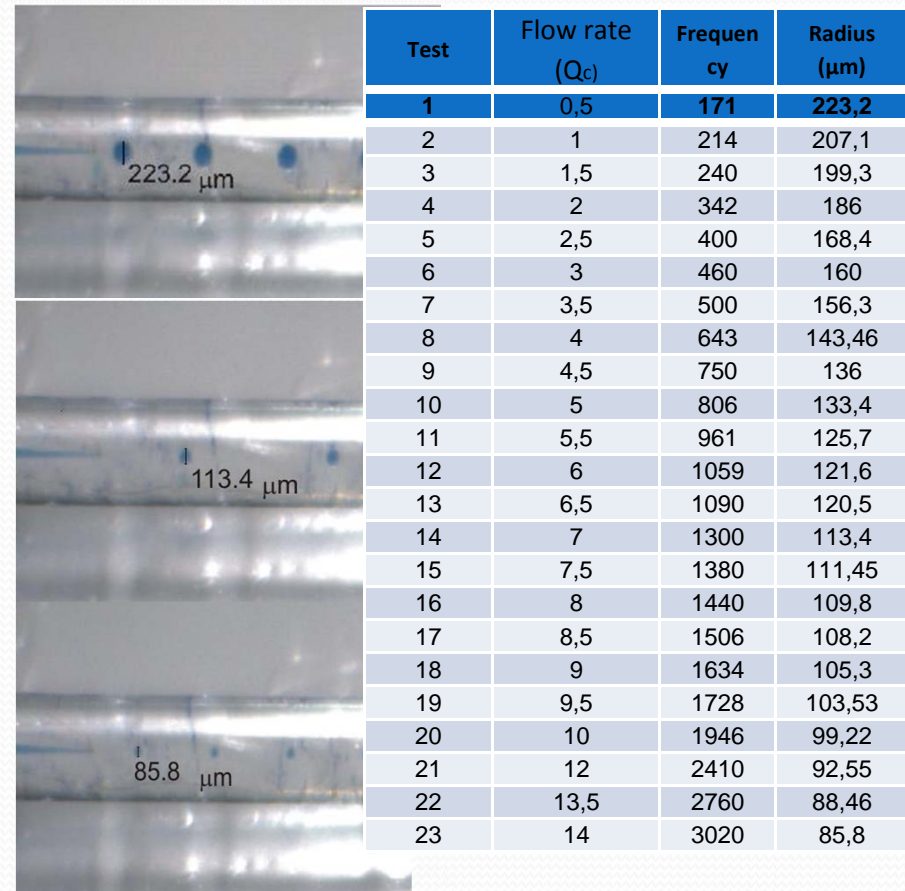 223.2 μm
113.4 μm
85.8 μm
Test Flow rate (Qc) Frequen cy Radius (μm)
1 0,5 171 223,2
2 1 214 207,1
3 1,5 240 199,3
4 2 342 186
5 2,5 400 168,4
6 3 460 160
7 3,5 500 156,3
8 4 643 143,46
9 4,5 750 136
10 5 806 133,4
11 5,5 961 125,7
12 6 1059 121,6
13 6,5 1090 120,5
14 7 1300 113,4
15 7,5 1380 111,45
16 8 1440 109,8
17 8,5 1506 108,2
18 9 1634 105,3
19 9,5 1728 103,53
20 10 1946 99,22
21 12 2410 92,55
22 13,5 2760 88,46
23 14 3020 85,8